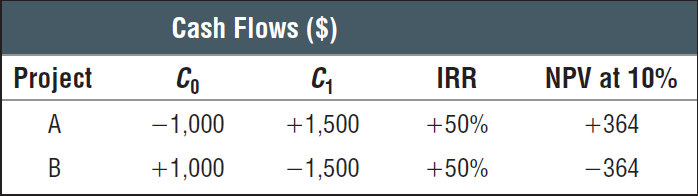 Cash Flows ($)
Project C₀ C₁ IRR NPV at 10%
A −1,000 +1,500 +50% +364
B +1,000 −1,500 +50% −364